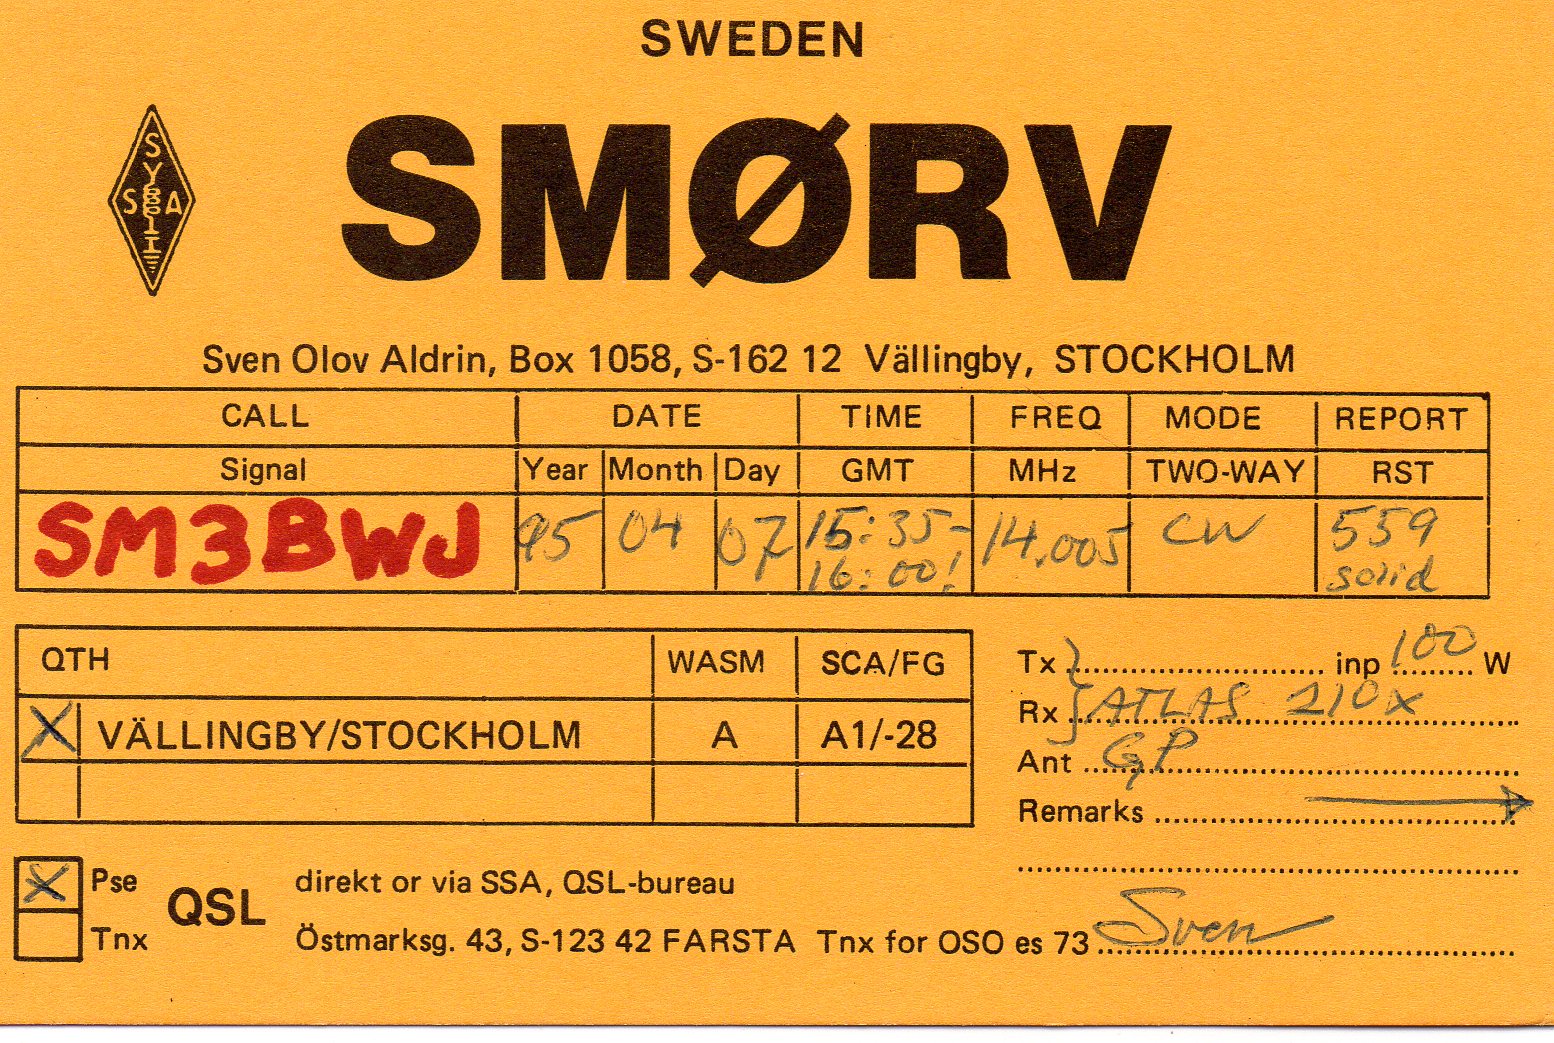 SWEDEN
SMØRV
S
Y
S A
I
Sven Olov Aldrin, Box 1058, S-162 12 Vällingby, STOCKHOLM
CALL DATE TIME FREQ MODE REPORT
Signal Year Month Day GMT MHz TWO-WAY RST
SM3BWJ 95 04 07 15:35- 14.005 CW 559
16:00! solid
QTH WASM SCA/FG
X VÄLLINGBY/STOCKHOLM A A1/-28
Tx } inp 100 W
Rx } ATLAS 210X
Ant GP
Remarks →
X Pse QSL direkt or via SSA, QSL-bureau
Tnx Östmarksg. 43, S-123 42 FARSTA Tnx for QSO es 73 Sven